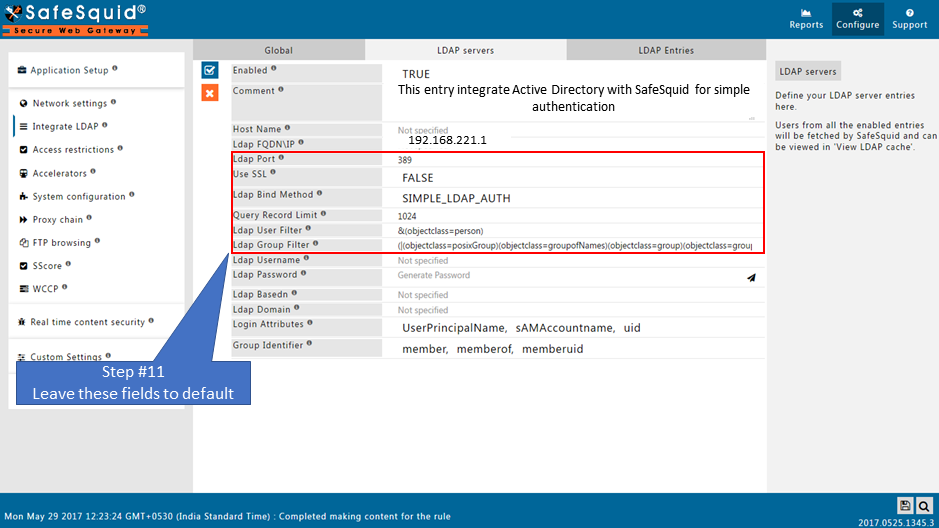 SafeSquid®
Secure Web Gateway
Reports
Configure
Support
Application Setup
Network settings
Integrate LDAP
Access restrictions
Accelerators
System configuration
Proxy chain
FTP browsing
SScore
WCCP
Real time content security
Custom Settings
Global
LDAP servers
LDAP Entries
Enabled
TRUE
Comment
This entry integrate Active Directory with SafeSquid for simple
authentication
Host Name
Not specified
Ldap FQDN\IP
192.168.221.1
Ldap Port
389
Use SSL
FALSE
Ldap Bind Method
SIMPLE_LDAP_AUTH
Query Record Limit
1024
Ldap User Filter
&(objectclass=person)
Ldap Group Filter
(|(objectclass=posixGroup)(objectclass=groupofNames)(objectclass=group)(objectclass=grou
Ldap Username
Not specified
Ldap Password
Generate Password
Ldap Basedn
Not specified
Ldap Domain
Not specified
Login Attributes
UserPrincipalName, sAMAccountname, uid
Group Identifier
member, memberof, memberuid
Step #11
Leave these fields to default
LDAP servers
Define your LDAP server entries
here.
Users from all the enabled entries
will be fetched by SafeSquid and can
be viewed in 'View LDAP cache'.
Mon May 29 2017 12:23:24 GMT+0530 (India Standard Time) : Completed making content for the rule
2017.0525.1345.3